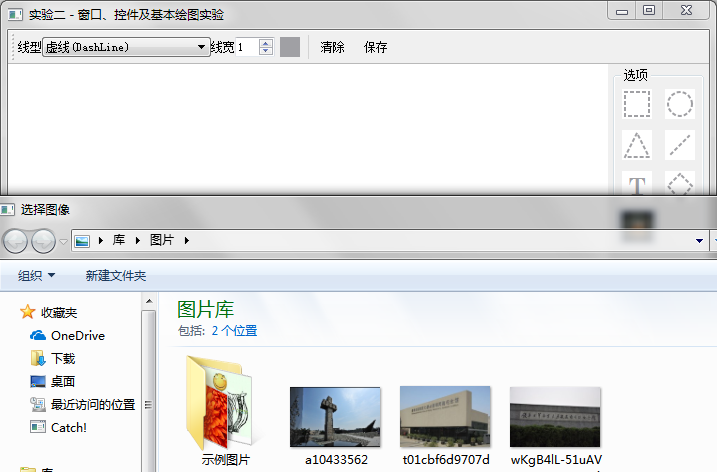 实验二 - 窗口、控件及基本绘图实验
线型 虚线(DashLine) 线宽 1 清除 保存
选项
T
选择图像
库 图片
组织 新建文件夹
收藏夹
OneDrive
下载
桌面
最近访问的位置
Catch!
库
图片库
包括: 2 个位置
示例图片
a10433562
t01cbf6d9707d
wKgB4lL-51uAV